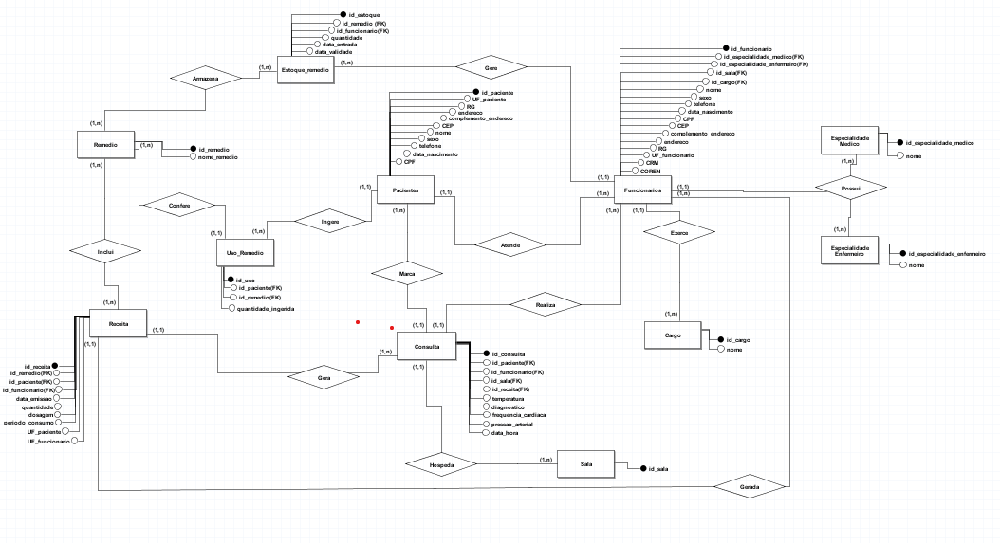 id_estoque
id_remedio (FK)
id_funcionario(FK)
quantidade
data_entrada
data_validade
Estoque_remedio
(1,n)
(1,n)
Armazena
Gere
id_funcionario
id_especialidade_medico(FK)
id_especialidade_enfermeiro(FK)
id_sala(FK)
id_cargo(FK)
nome
sexo
telefone
data_nascimento
CPF
CEP
complemento_endereco
endereco
RG
UF_funcionario
CRM
COREN
id_paciente
UF_paciente
RG
endereco
complemento_endereco
CEP
nome
sexo
telefone
data_nascimento
CPF
(1,n)
Remedio
(1,n)
id_remedio
nome_remedio
(1,n)
Especialidade
Medico
id_especialidade_medico
nome
(1,n)
Possui
(1,n)
Especialidade
Enfermeiro
id_especialidade_enfermeiro
nome
(1,1)
Pacientes
(1,1)
(1,n)
(1,1)
Funcionarios
(1,1)
(1,n)
(1,n)
(1,n)
(1,1)
Confere
(1,1)
(1,n)
Ingere
Atende
Exerce
Inclui
Uso_Remedio
id_uso
id_paciente(FK)
id_remedio(FK)
quantidade_ingerida
Marca
Realiza
(1,n)
Receita
(1,1)
(1,1)
(1,1)
(1,1)
Consulta
(1,n)
(1,1)
(1,n)
Cargo
id_cargo
nome
id_receita
id_remedio(FK)
id_paciente(FK)
id_funcionario(FK)
data_emissao
quantidade
dosagem
periodo_consumo
UF_paciente
UF_funcionario
Gera
id_consulta
id_paciente(FK)
id_funcionario(FK)
id_sala(FK)
id_receita(FK)
temperatura
diagnostico
frequencia_cardiaca
pressao_arterial
data_hora
Hospeda
(1,n)
Sala
id_sala
Gerada